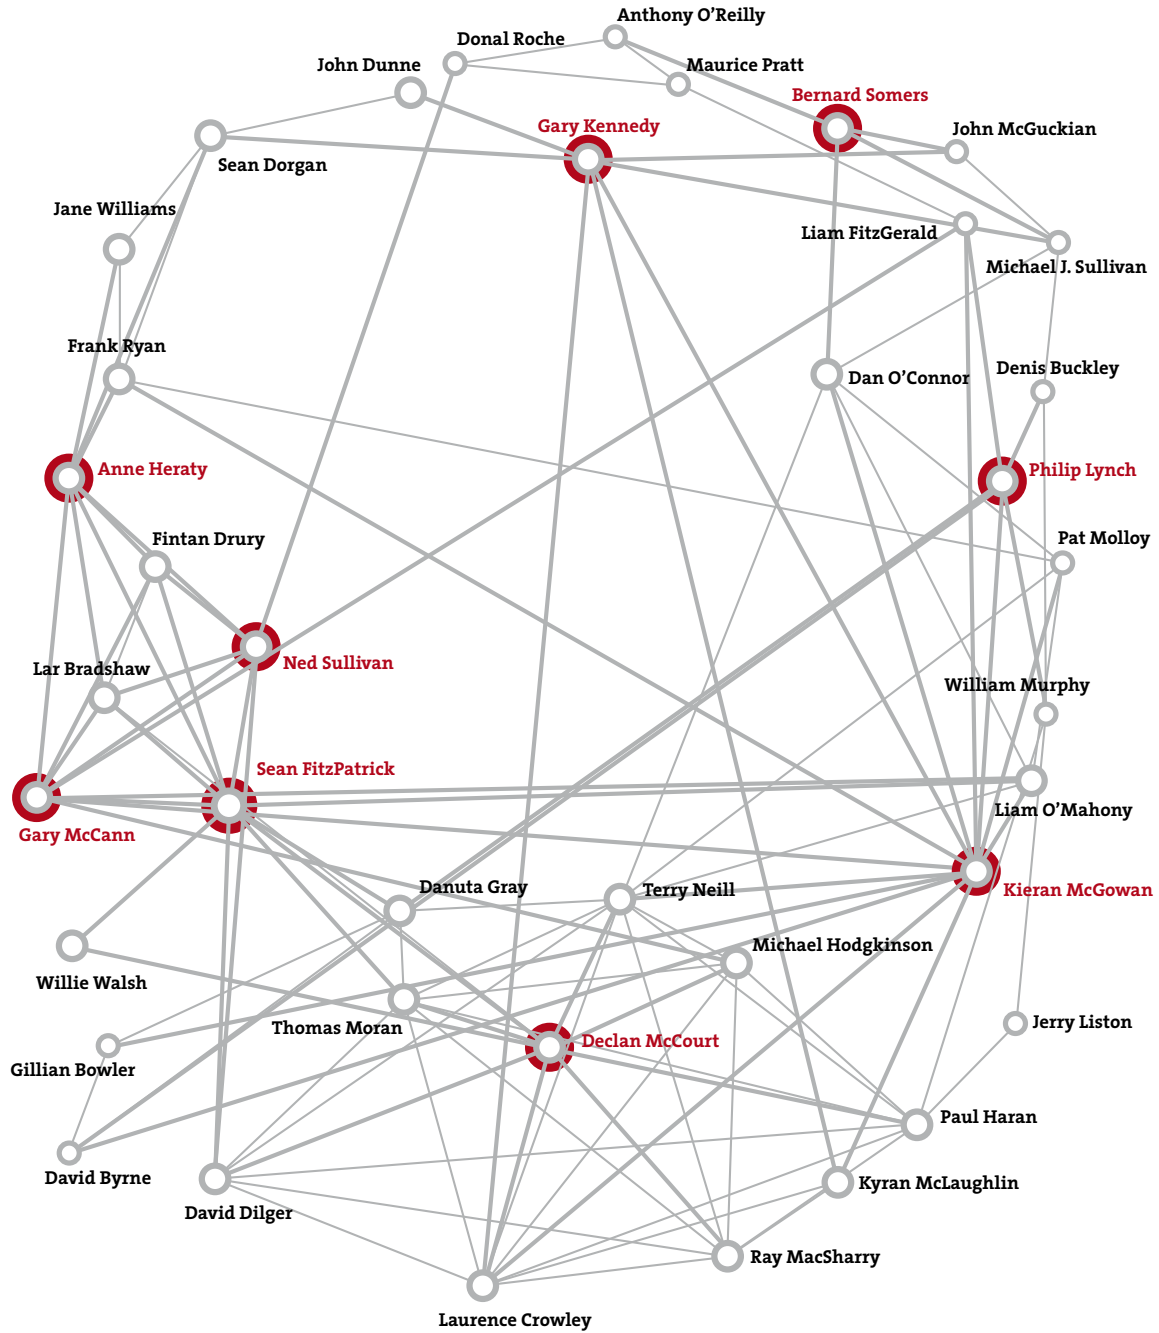 Anthony O’Reilly
Donal Roche
John Dunne
Maurice Pratt
Bernard Somers
Gary Kennedy
John McGuckian
Sean Dorgan
Jane Williams
Liam FitzGerald
Michael J. Sullivan
Frank Ryan
Denis Buckley
Dan O’Connor
Anne Heraty
Philip Lynch
Fintan Drury
Pat Molloy
Ned Sullivan
Lar Bradshaw
William Murphy
Sean FitzPatrick
Liam O’Mahony
Gary McCann
Danuta Gray
Terry Neill
Kieran McGowan
Michael Hodgkinson
Willie Walsh
Thomas Moran
Jerry Liston
Declan McCourt
Gillian Bowler
Paul Haran
David Byrne
Kyran McLaughlin
David Dilger
Ray MacSharry
Laurence Crowley